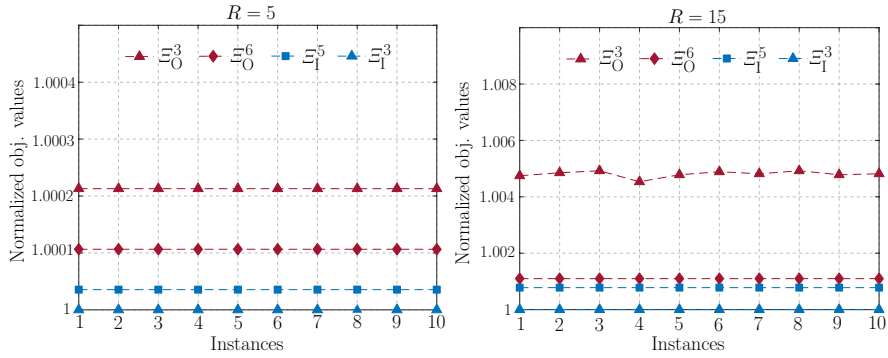 R = 5
Ξ_O^3 Ξ_O^6 Ξ_I^5 Ξ_I^3
Normalized obj. values
1.0004
1.0003
1.0002
1.0001
1
1 2 3 4 5 6 7 8 9 10
Instances
R = 15
Ξ_O^3 Ξ_O^6 Ξ_I^5 Ξ_I^3
Normalized obj. values
1.008
1.006
1.004
1.002
1
1 2 3 4 5 6 7 8 9 10
Instances